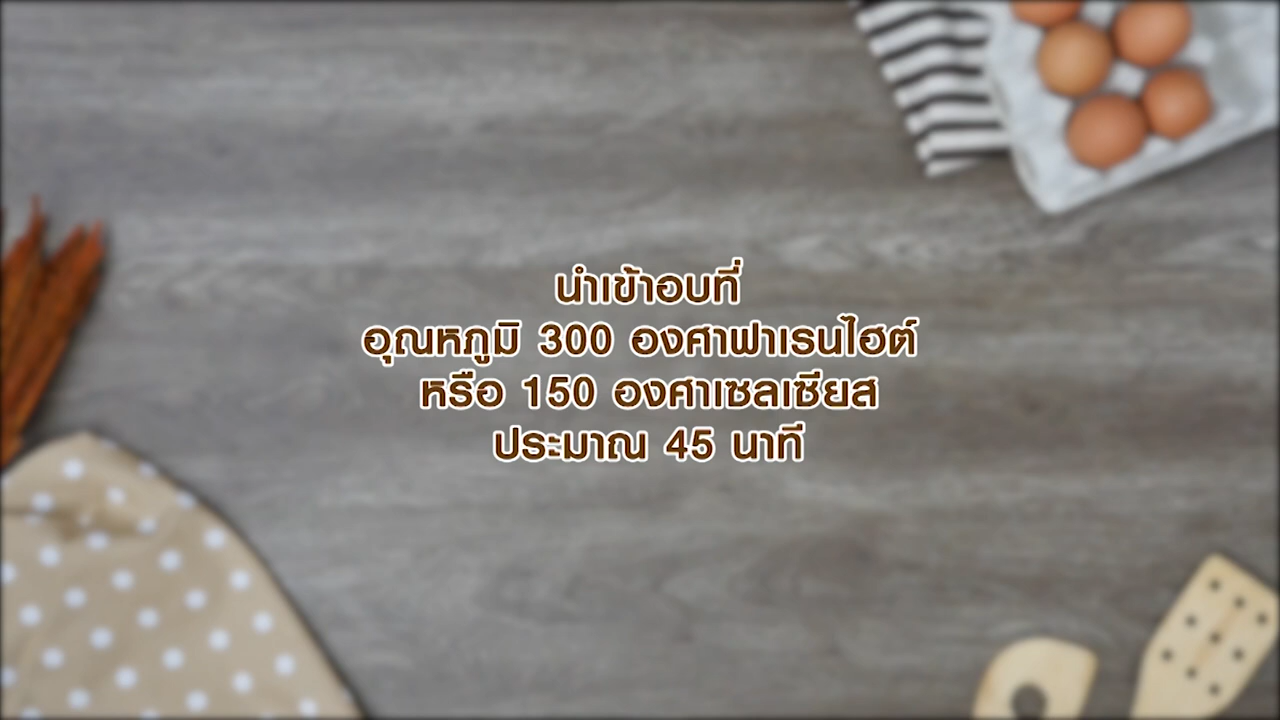 นำเข้าอบที่
อุณหภูมิ 300 องศาฟาเรนไฮต์
หรือ 150 องศาเซลเซียส
ประมาณ 45 นาที